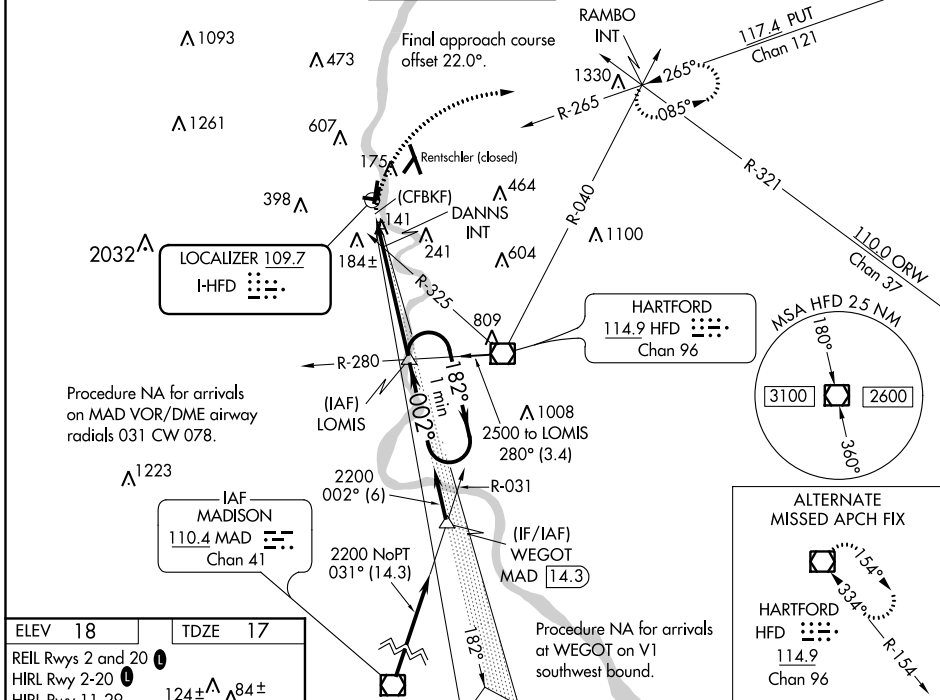 RAMBO
INT
117.4 PUT
Chan 121
1093
473
Final approach course
offset 22.0°.
1330
265°
085°
R-265
1261
607
175
Rentschler (closed)
R-321
398
(CFBKF)
464
R-040
141
DANNS
INT
2032
184±
241
604
1100
110.0 ORW
Chan 37
LOCALIZER 109.7
I-HFD
R-325
HARTFORD
114.9 HFD
Chan 96
809
MSA HFD 25 NM
180°
3100
2600
360°
R-280
182°
1 min
002°
(IAF)
LOMIS
Procedure NA for arrivals
on MAD VOR/DME airway
radials 031 CW 078.
1008
2500 to LOMIS
280° (3.4)
1223
2200
002° (6)
R-031
IAF
MADISON
110.4 MAD
Chan 41
(IF/IAF)
WEGOT
MAD 14.3
2200 NoPT
031° (14.3)
ALTERNATE
MISSED APCH FIX
154°
334°
HARTFORD
HFD
114.9
Chan 96
R-154
182°
Procedure NA for arrivals
at WEGOT on V1
southwest bound.
ELEV 18
TDZE 17
REIL Rwys 2 and 20 L
HIRL Rwy 2-20 L
HIRL Rwy 11-29
124±
84±